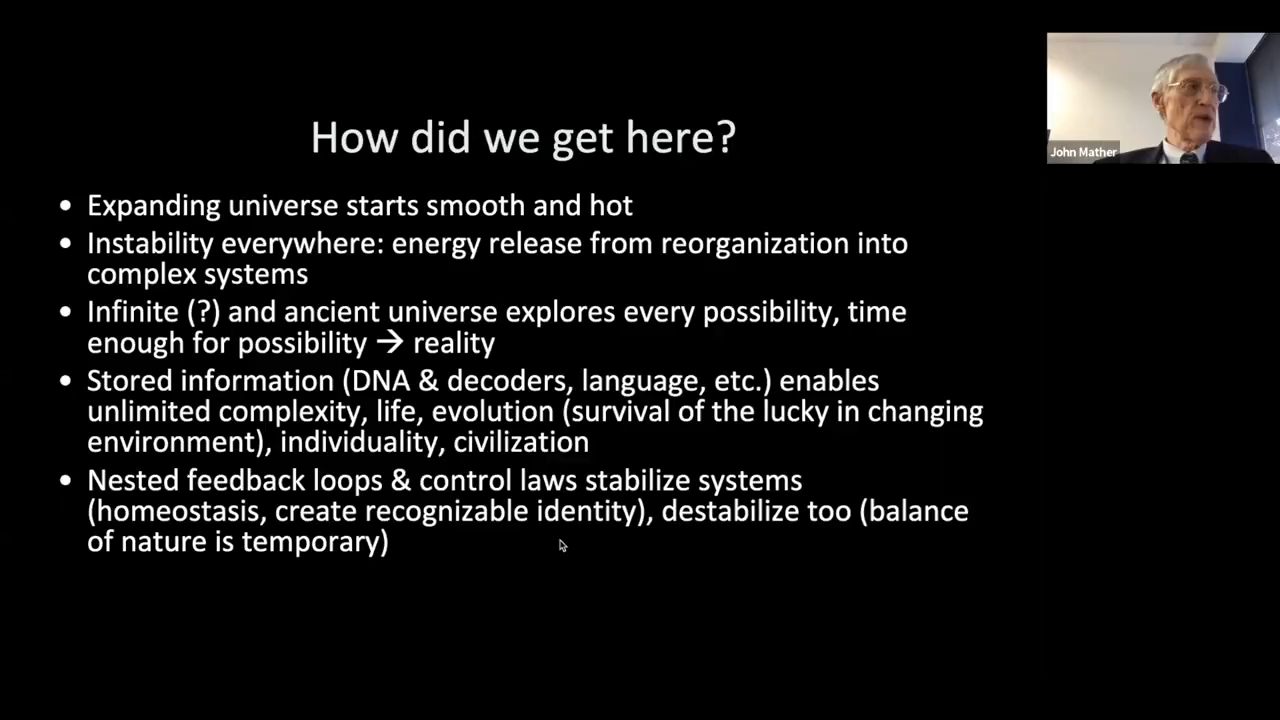 How did we get here?
John Mather
• Expanding universe starts smooth and hot
• Instability everywhere: energy release from reorganization into
complex systems
• Infinite (?) and ancient universe explores every possibility, time
enough for possibility → reality
• Stored information (DNA & decoders, language, etc.) enables
unlimited complexity, life, evolution (survival of the lucky in changing
environment), individuality, civilization
• Nested feedback loops & control laws stabilize systems
(homeostasis, create recognizable identity), destabilize too (balance
of nature is temporary)